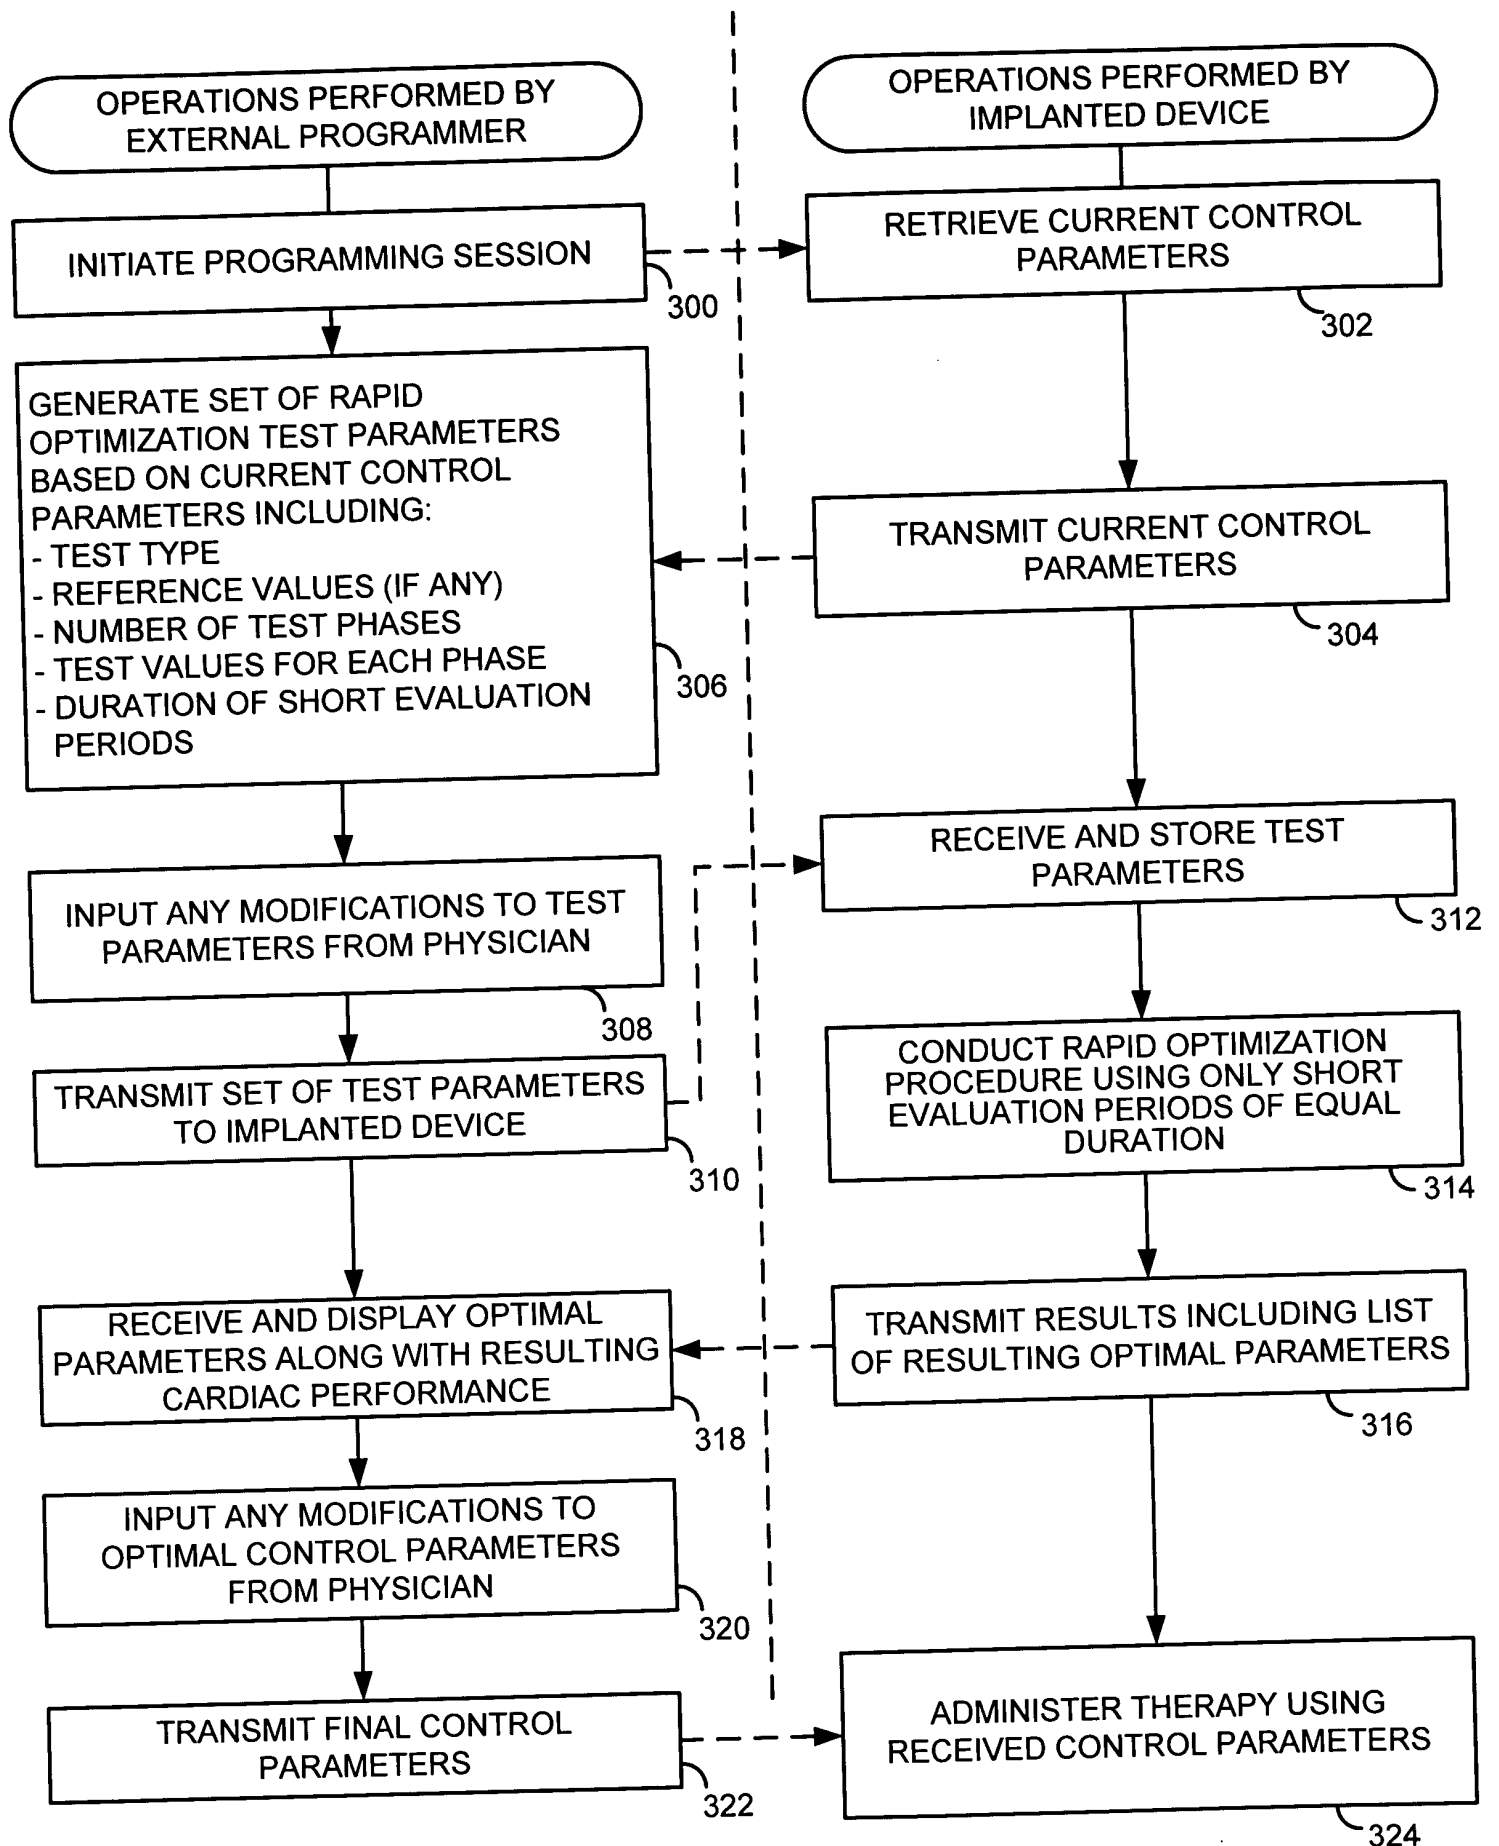 OPERATIONS PERFORMED BY
EXTERNAL PROGRAMMER
INITIATE PROGRAMMING SESSION
300
GENERATE SET OF RAPID
OPTIMIZATION TEST PARAMETERS
BASED ON CURRENT CONTROL
PARAMETERS INCLUDING:
- TEST TYPE
- REFERENCE VALUES (IF ANY)
- NUMBER OF TEST PHASES
- TEST VALUES FOR EACH PHASE
- DURATION OF SHORT EVALUATION
PERIODS
306
INPUT ANY MODIFICATIONS TO TEST
PARAMETERS FROM PHYSICIAN
308
TRANSMIT SET OF TEST PARAMETERS
TO IMPLANTED DEVICE
310
RECEIVE AND DISPLAY OPTIMAL
PARAMETERS ALONG WITH RESULTING
CARDIAC PERFORMANCE
318
INPUT ANY MODIFICATIONS TO
OPTIMAL CONTROL PARAMETERS
FROM PHYSICIAN
320
TRANSMIT FINAL CONTROL
PARAMETERS
322
OPERATIONS PERFORMED BY
IMPLANTED DEVICE
RETRIEVE CURRENT CONTROL
PARAMETERS
302
TRANSMIT CURRENT CONTROL
PARAMETERS
304
RECEIVE AND STORE TEST
PARAMETERS
312
CONDUCT RAPID OPTIMIZATION
PROCEDURE USING ONLY SHORT
EVALUATION PERIODS OF EQUAL
DURATION
314
TRANSMIT RESULTS INCLUDING LIST
OF RESULTING OPTIMAL PARAMETERS
316
ADMINISTER THERAPY USING
RECEIVED CONTROL PARAMETERS
324